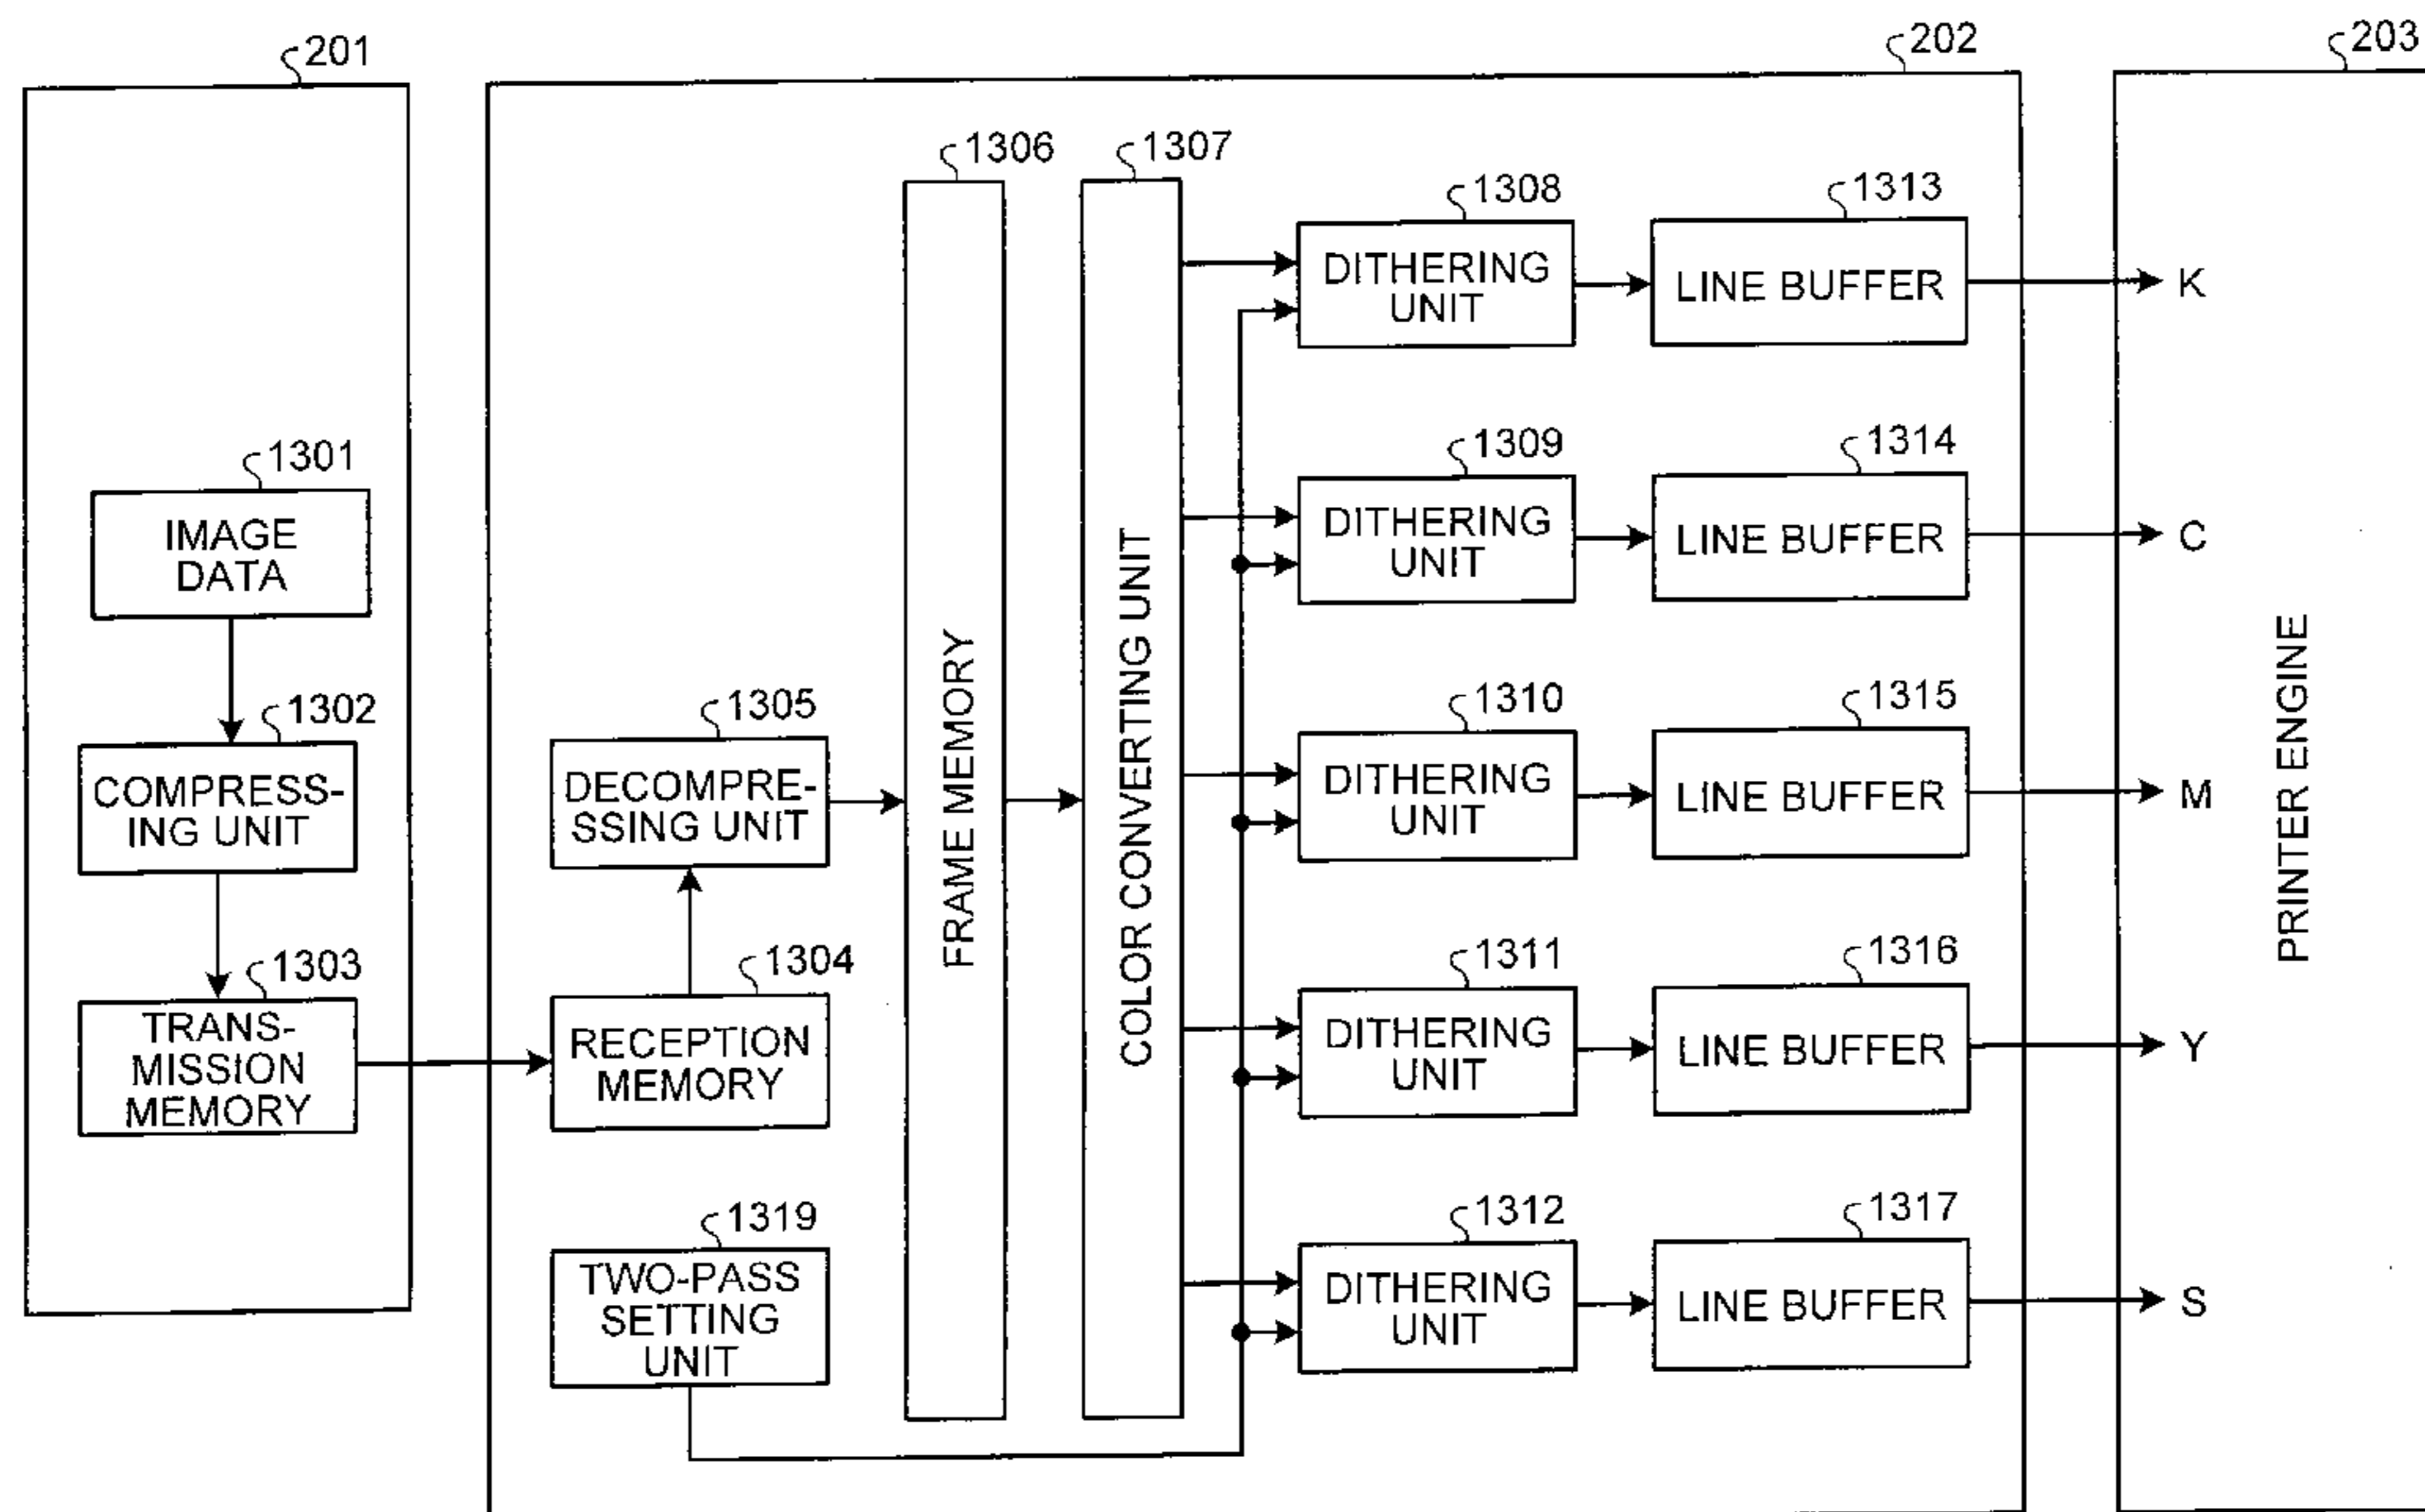 201
202
203
1306
1307
1308
1313
DITHERING
UNIT
LINE BUFFER
K
1301
IMAGE
DATA
1309
1314
DITHERING
UNIT
LINE BUFFER
C
1302
COMPRESS-
ING UNIT
1305
DECOMPRE-
SSING UNIT
FRAME MEMORY
COLOR CONVERTING UNIT
1310
1315
DITHERING
UNIT
LINE BUFFER
M
PRINTER ENGINE
1303
TRANS-
MISSION
MEMORY
1304
RECEPTION
MEMORY
1311
1316
DITHERING
UNIT
LINE BUFFER
Y
1319
TWO-PASS
SETTING
UNIT
1312
1317
DITHERING
UNIT
LINE BUFFER
S